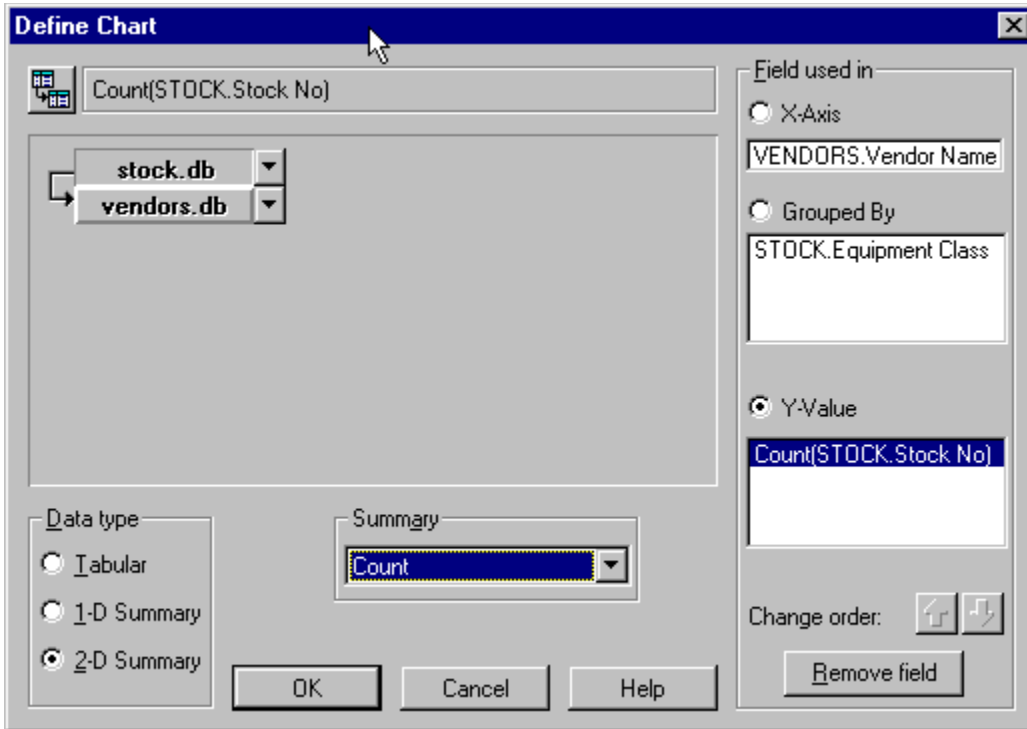 Define Chart
Count(STOCK.Stock No)
stock.db
vendors.db
Field used in
X-Axis
VENDORS.Vendor Name
Grouped By
STOCK.Equipment Class
Y-Value
Count(STOCK.Stock No)
Change order:
Remove field
Data type
Tabular
1-D Summary
2-D Summary
Summary
Count
OK
Cancel
Help